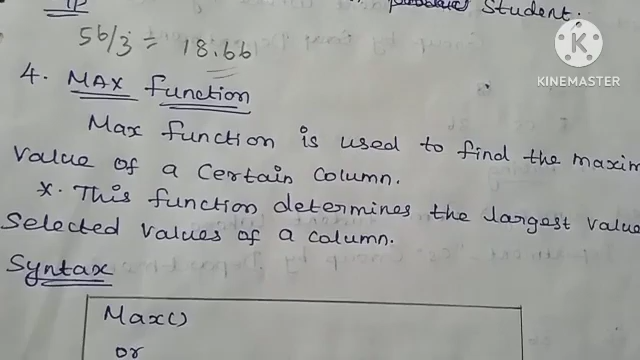 Student.
56/3 = 18.66
4. MAX function
Max function is used to find the maxim
value of a certain column.
*. This function determines the largest value
Selected values of a column.
Syntax
Max()
or
KINEMASTER